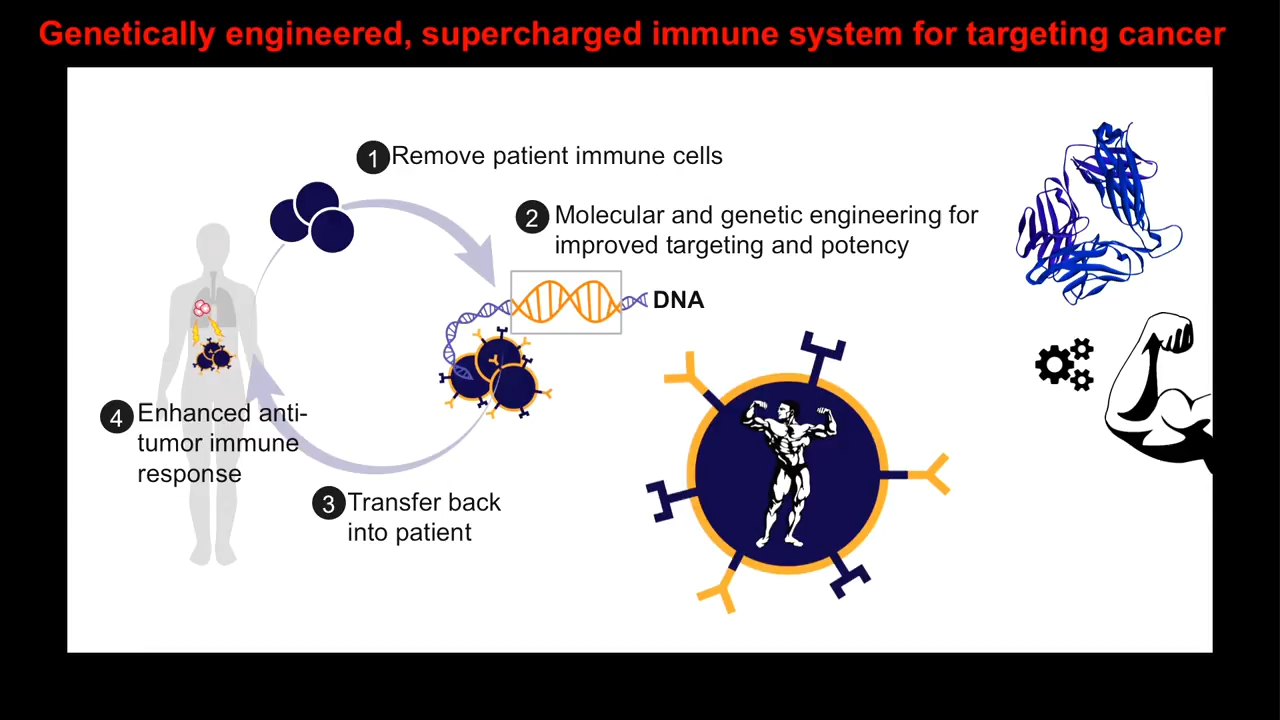 Genetically engineered, supercharged immune system for targeting cancer
1 Remove patient immune cells
2 Molecular and genetic engineering for
improved targeting and potency
DNA
4 Enhanced anti-
tumor immune
response
3 Transfer back
into patient